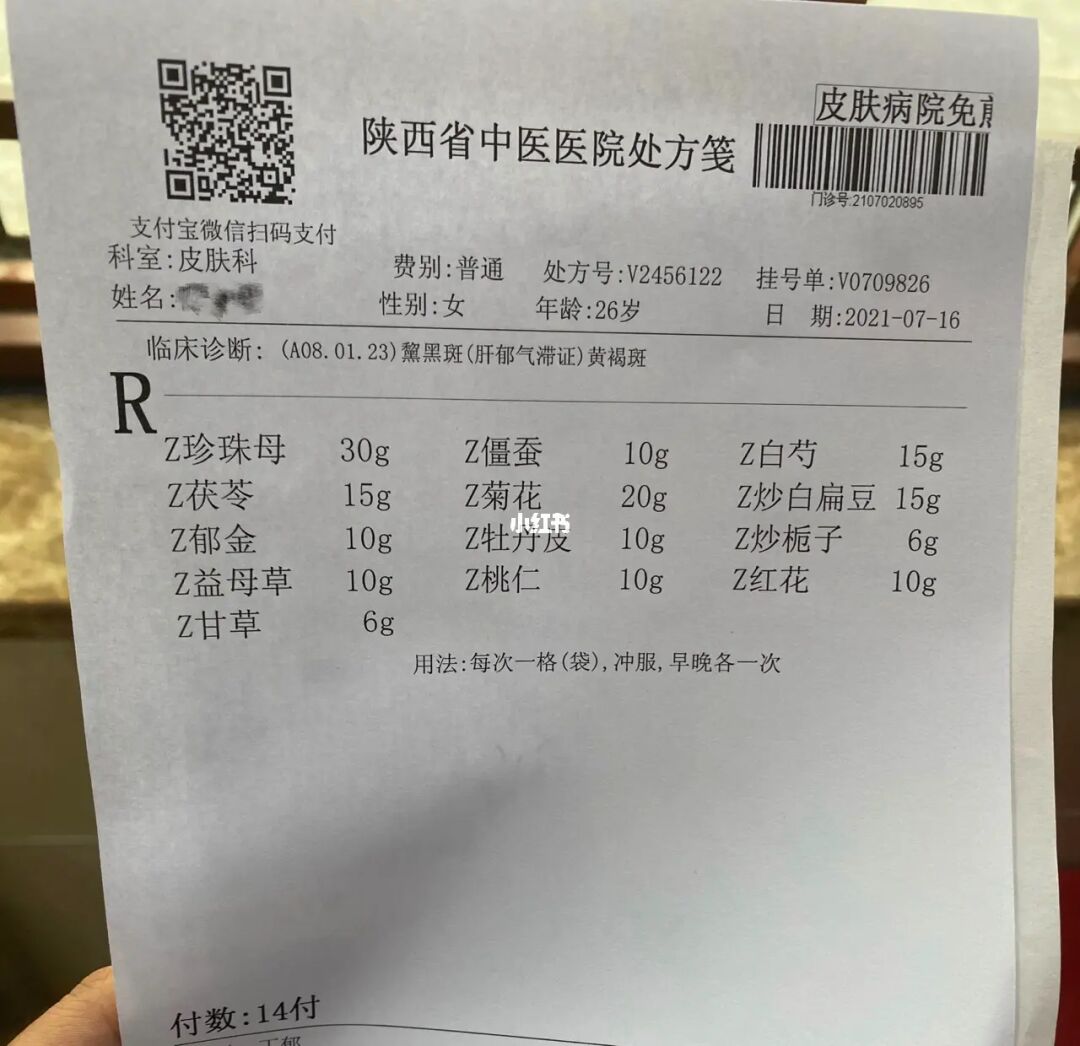 皮肤病院免煎
陕西省中医医院处方笺
门诊号:2107020895
支付宝微信扫码支付
科室:皮肤科 费别:普通 处方号:V2456122 挂号单:V0709826
姓名: 性别:女 年龄:26岁 日 期:2021-07-16
临床诊断: (A08.01.23)黧黑斑(肝郁气滞证)黄褐斑
R
Z珍珠母 30g Z僵蚕 10g Z白芍 15g
Z茯苓 15g Z菊花 20g Z炒白扁豆 15g
小红书
Z郁金 10g Z牡丹皮 10g Z炒栀子 6g
Z益母草 10g Z桃仁 10g Z红花 10g
Z甘草 6g
用法:每次一格(袋),冲服,早晚各一次
付数:14付